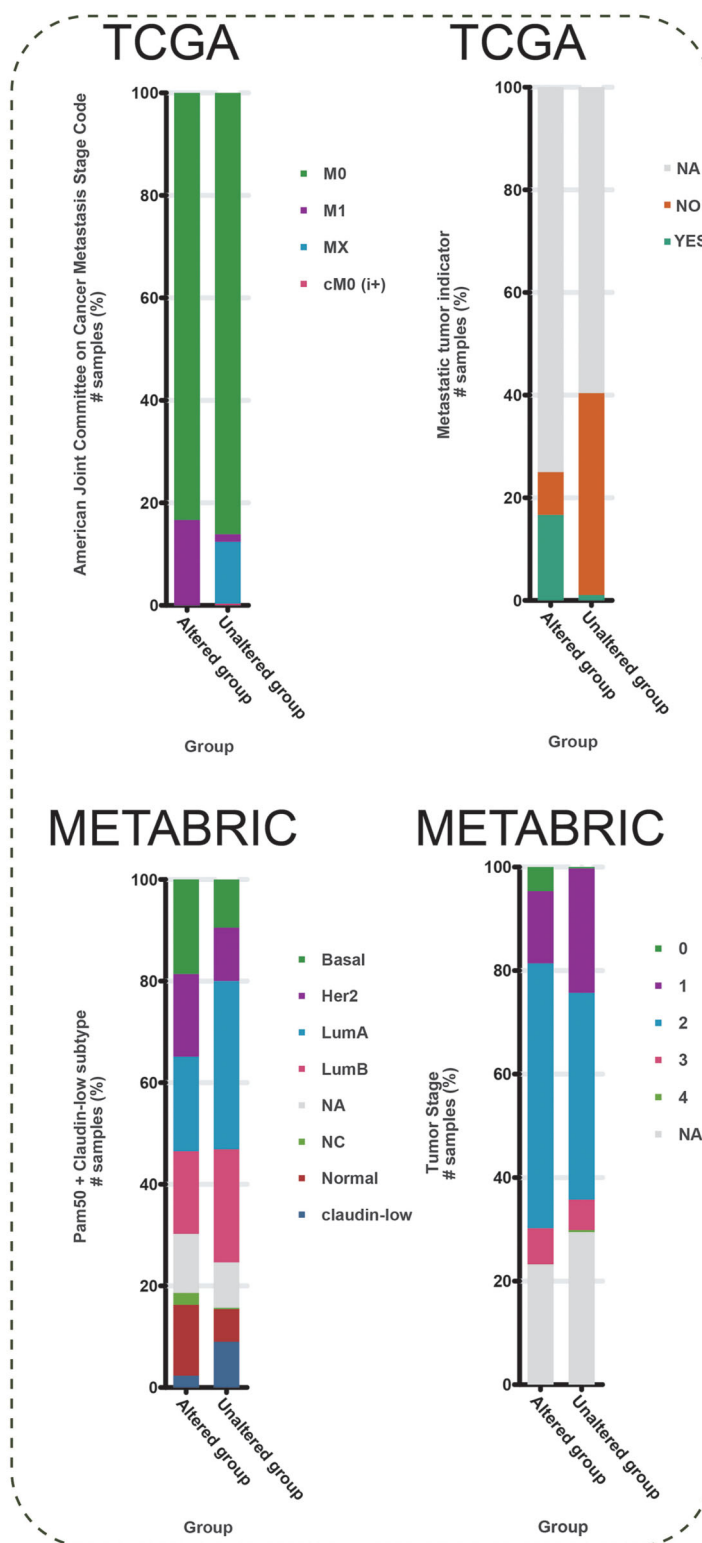 TCGA
American Joint Committee on Cancer Metastasis Stage Code
# samples (%)
100
80
60
40
20
0
M0
M1
MX
cM0 (i+)
Altered group
Unaltered group
Group
TCGA
Metastatic tumor indicator
# samples (%)
100
80
60
40
20
0
NA
NO
YES
Altered group
Unaltered group
Group
METABRIC
Pam50 + Claudin-low subtype
# samples (%)
100
80
60
40
20
0
Basal
Her2
LumA
LumB
NA
NC
Normal
claudin-low
Altered group
Unaltered group
Group
METABRIC
Tumor Stage
# samples (%)
100
80
60
40
20
0
0
1
2
3
4
NA
Altered group
Unaltered group
Group